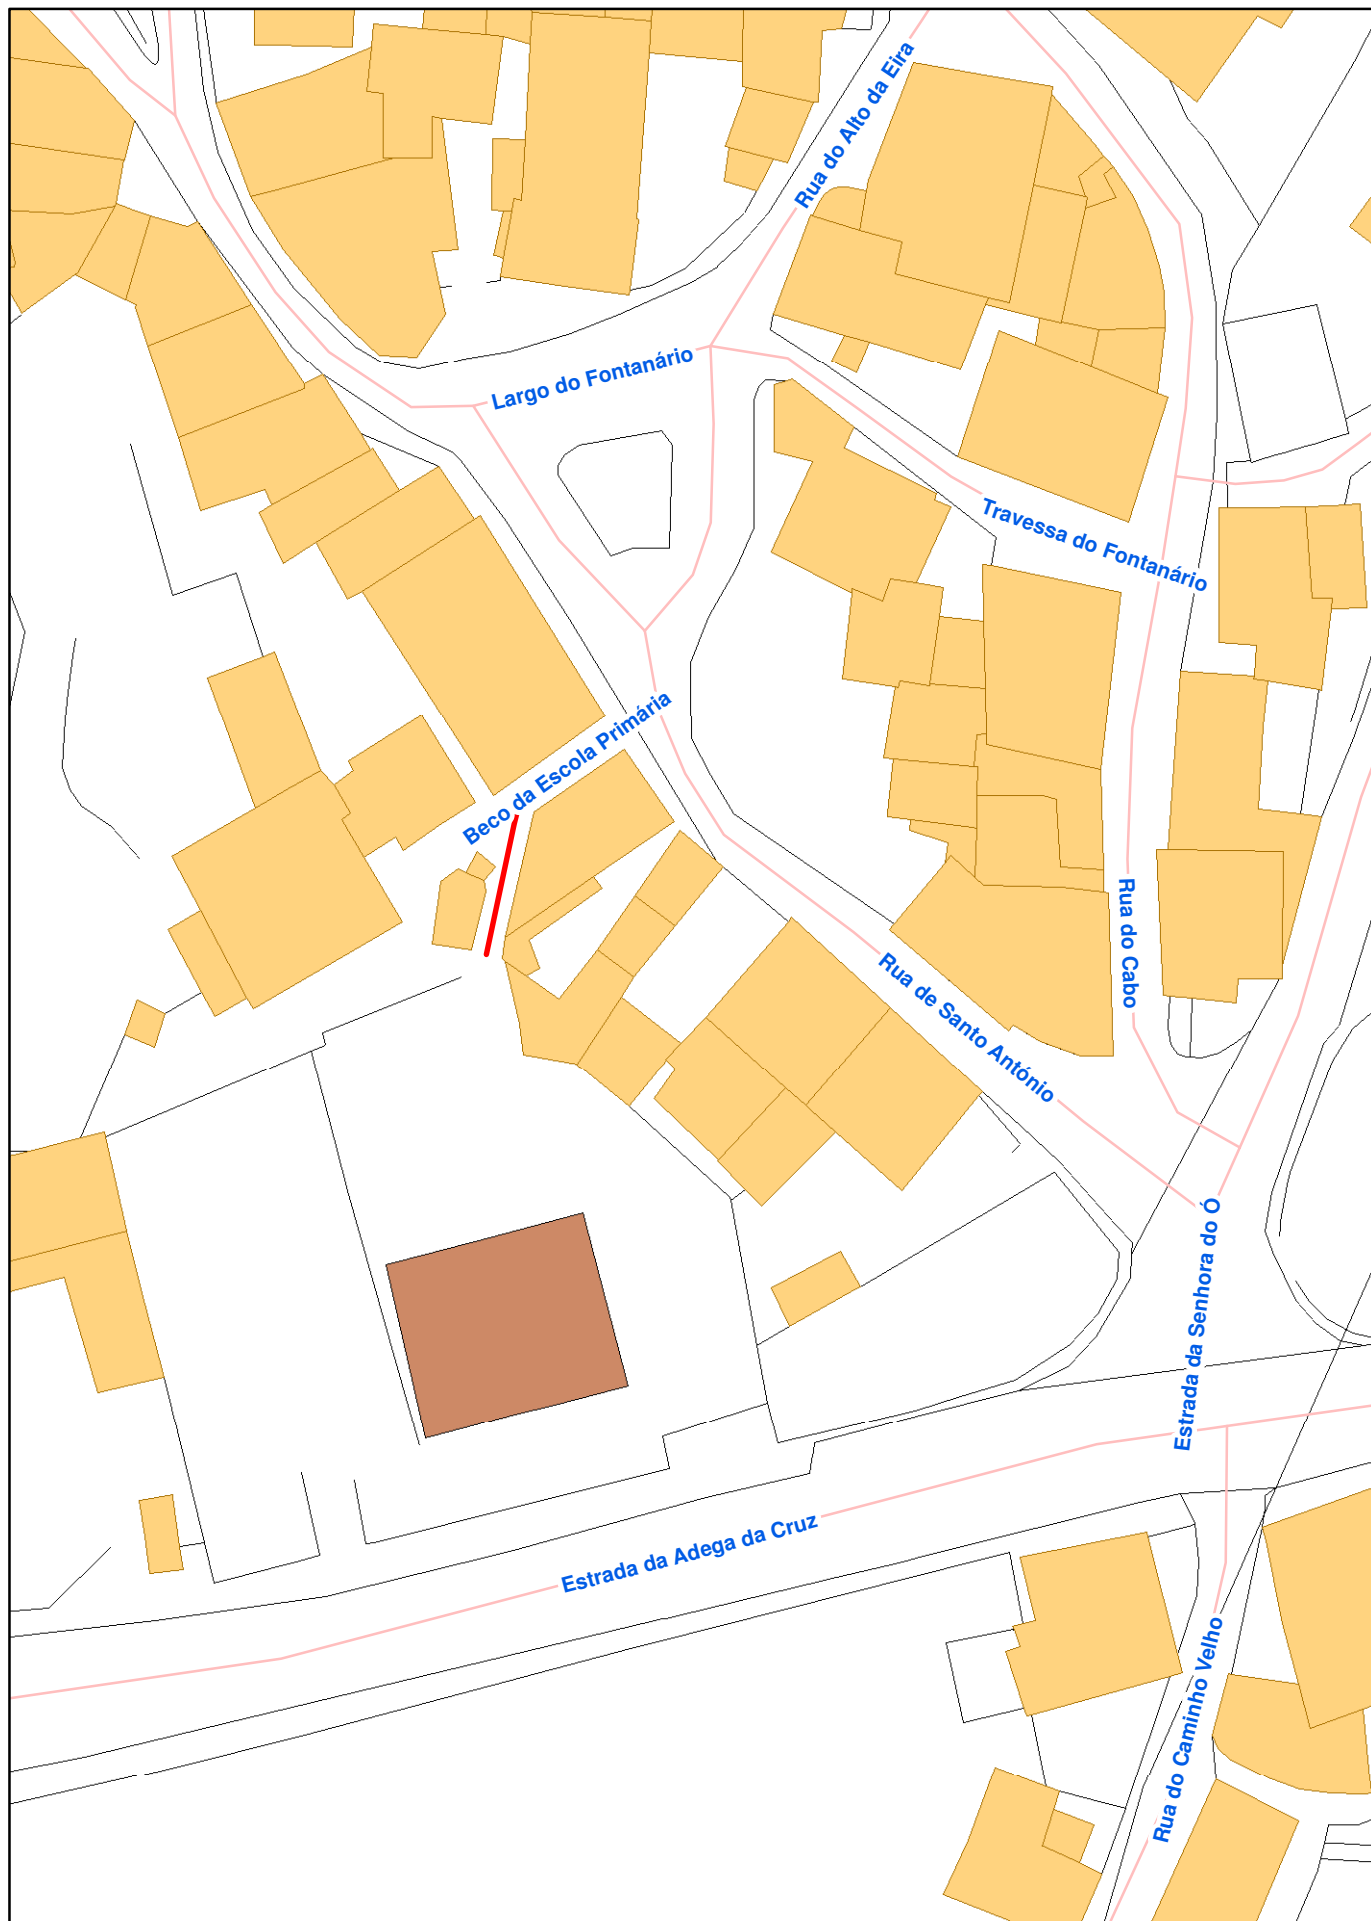 Rua do Alto da Eira
Largo do Fontanário
Travessa do Fontanário
Beco da Escola Primária
Rua do Cabo
Rua de Santo António
Estrada da Senhora do Ó
Estrada da Adega da Cruz
Rua do Caminho Velho